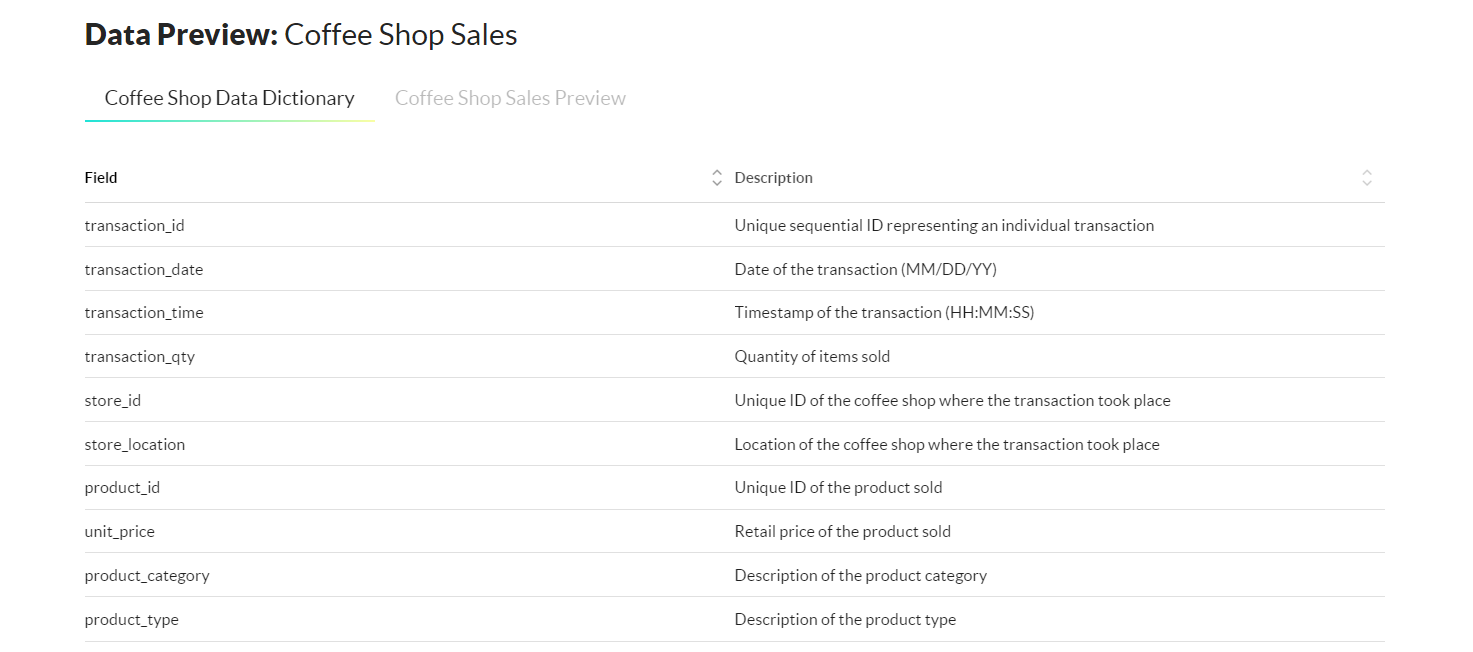 Data Preview: Coffee Shop Sales
Coffee Shop Data Dictionary Coffee Shop Sales Preview
Field Description
transaction_id Unique sequential ID representing an individual transaction
transaction_date Date of the transaction (MM/DD/YY)
transaction_time Timestamp of the transaction (HH:MM:SS)
transaction_qty Quantity of items sold
store_id Unique ID of the coffee shop where the transaction took place
store_location Location of the coffee shop where the transaction took place
product_id Unique ID of the product sold
unit_price Retail price of the product sold
product_category Description of the product category
product_type Description of the product type